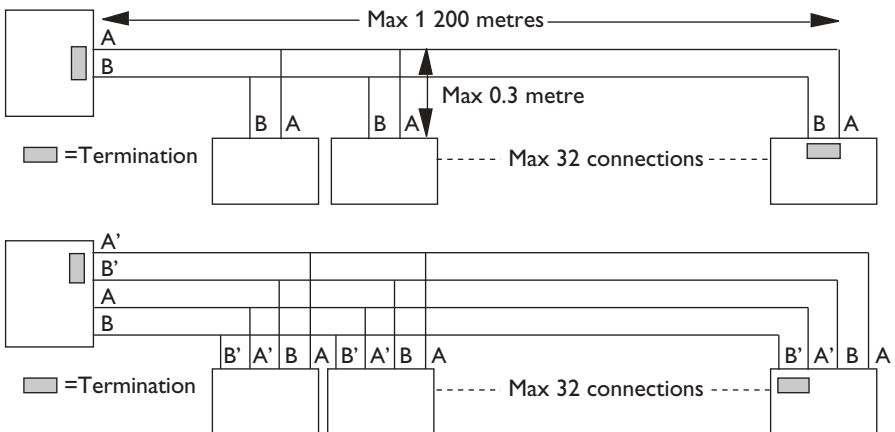 Max 1 200 metres
A
B
Max 0.3 metre
B A B A B A
=Termination
Max 32 connections
A’
B’
A
B
B’ A’ B A B’ A’ B A B’ A’ B A
=Termination
Max 32 connections